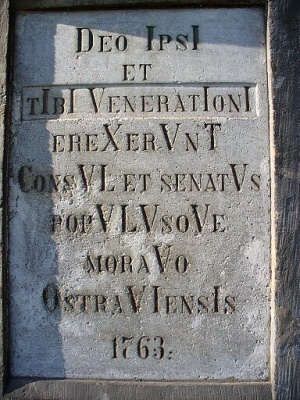 Deo IpsI
ET
tIBI VeneratIonI
ereXerVnT
ConsVL et senatVs
popVLVsqVe
MoraVo
OstraVIensIs
1763.